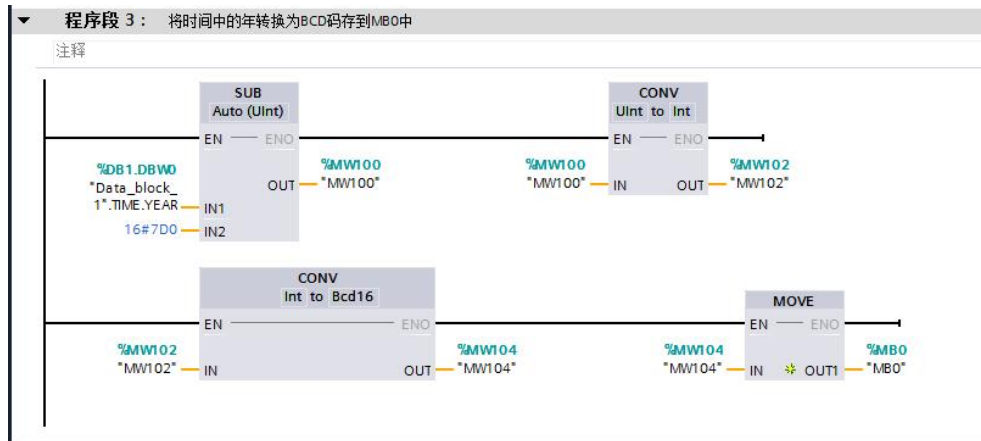 程序段 3： 将时间中的年转换为BCD码存到MB0中
注释
SUB
Auto (UInt)
EN ENO
%DB1.DBW0
"Data_block_
1".TIME.YEAR
IN1
16#7D0
IN2
OUT
%MW100
"MW100"
CONV
UInt to Int
EN ENO
%MW100
"MW100"
IN OUT
%MW102
"MW102"
CONV
Int to Bcd16
EN ENO
%MW102
"MW102"
IN OUT
%MW104
"MW104"
MOVE
EN ENO
%MW104
"MW104"
IN OUT1
%MB0
"MB0"